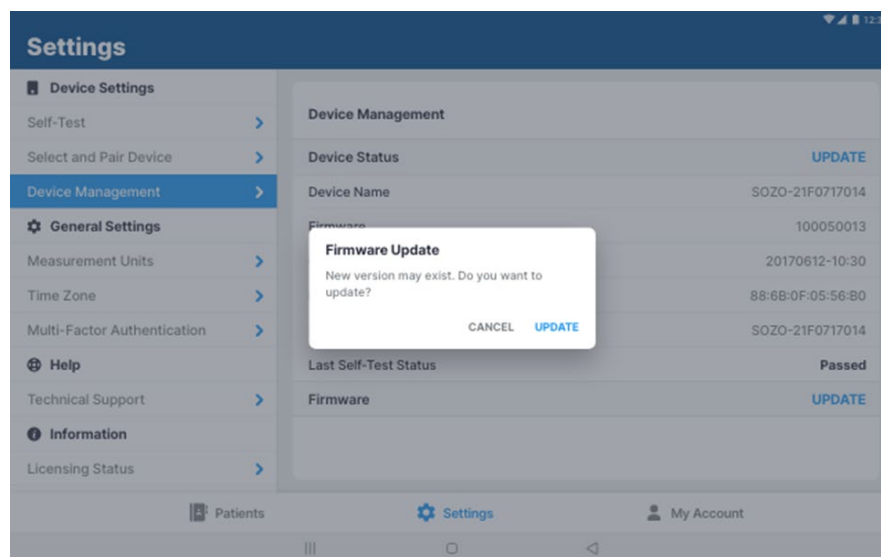 Settings
Device Settings
Self-Test
Select and Pair Device
Device Management
General Settings
Measurement Units
Time Zone
Multi-Factor Authentication
Help
Technical Support
Information
Licensing Status
Device Management
Device Status UPDATE
Device Name SOZO-21F0717014
Firmware 100050013
20170612-10:30
88:6B:0F:05:56:B0
SOZO-21F0717014
Last Self-Test Status Passed
Firmware UPDATE
Firmware Update
New version may exist. Do you want to
update?
CANCEL UPDATE
Patients Settings My Account